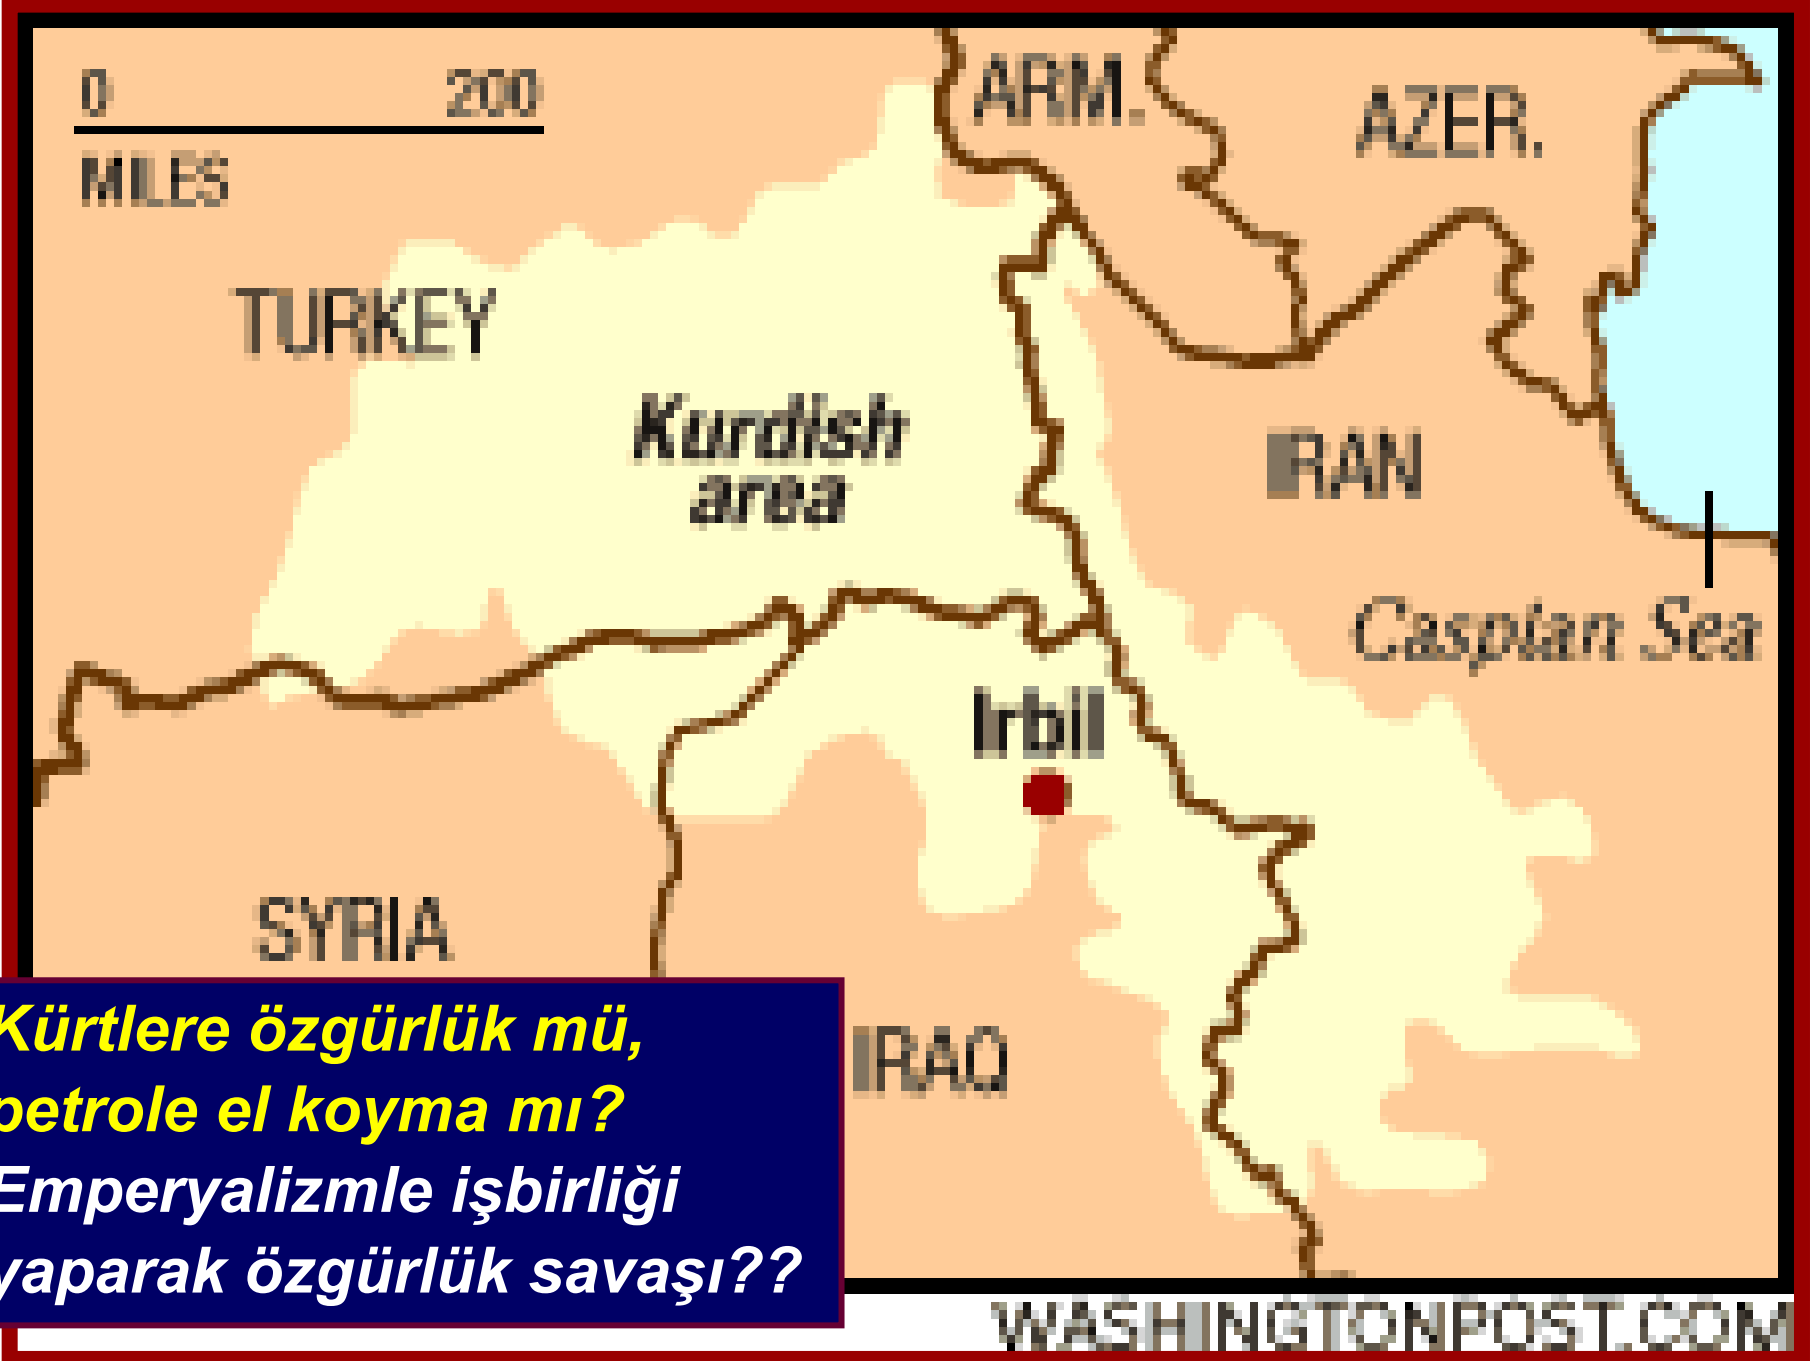 0 200
MILES
ARM.
AZER.
TURKEY
Kurdish
area
IRAN
Caspian Sea
Irbil
SYRIA
IRAQ
Kürtlere özgürlük mü,
petrole el koyma mı?
Emperyalizmle işbirliği
yaparak özgürlük savaşı??
WASHINGTONPOST.COM